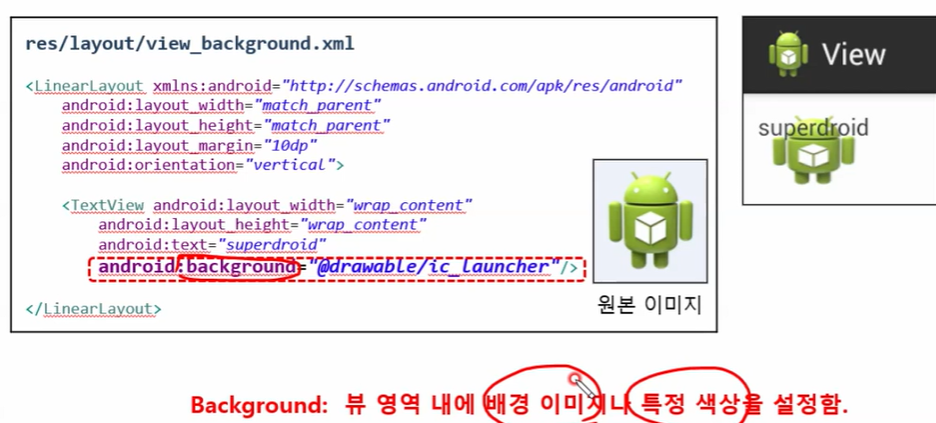 res/layout/view_background.xml
<LinearLayout xmlns:android="http://schemas.android.com/apk/res/android"
android:layout_width="match_parent"
android:layout_height="match_parent"
android:layout_margin="10dp"
android:orientation="vertical">
<TextView android:layout_width="wrap_content"
android:layout_height="wrap_content"
android:text="superdroid"
android:background="@drawable/ic_launcher"/>
</LinearLayout>
원본 이미지
View
superdroid
Background: 뷰 영역 내에 배경 이미지나 특정 색상을 설정함.